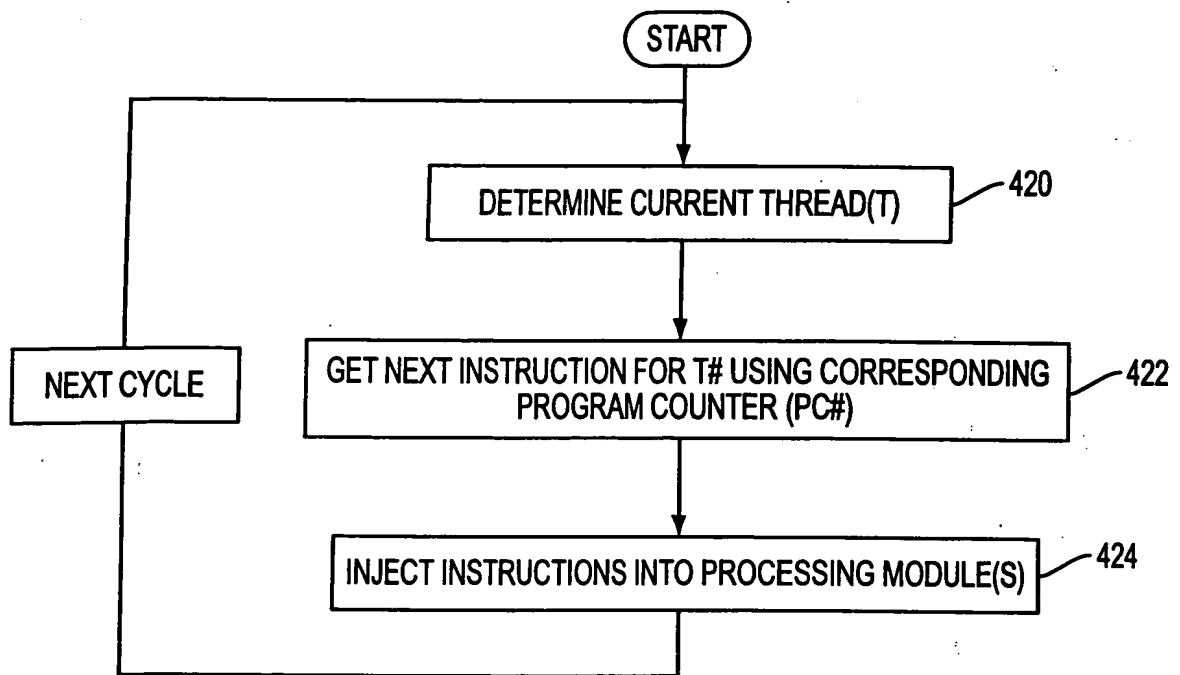 START
DETERMINE CURRENT THREAD(T)
420
NEXT CYCLE
GET NEXT INSTRUCTION FOR T# USING CORRESPONDING
PROGRAM COUNTER (PC#)
422
INJECT INSTRUCTIONS INTO PROCESSING MODULE(S)
424